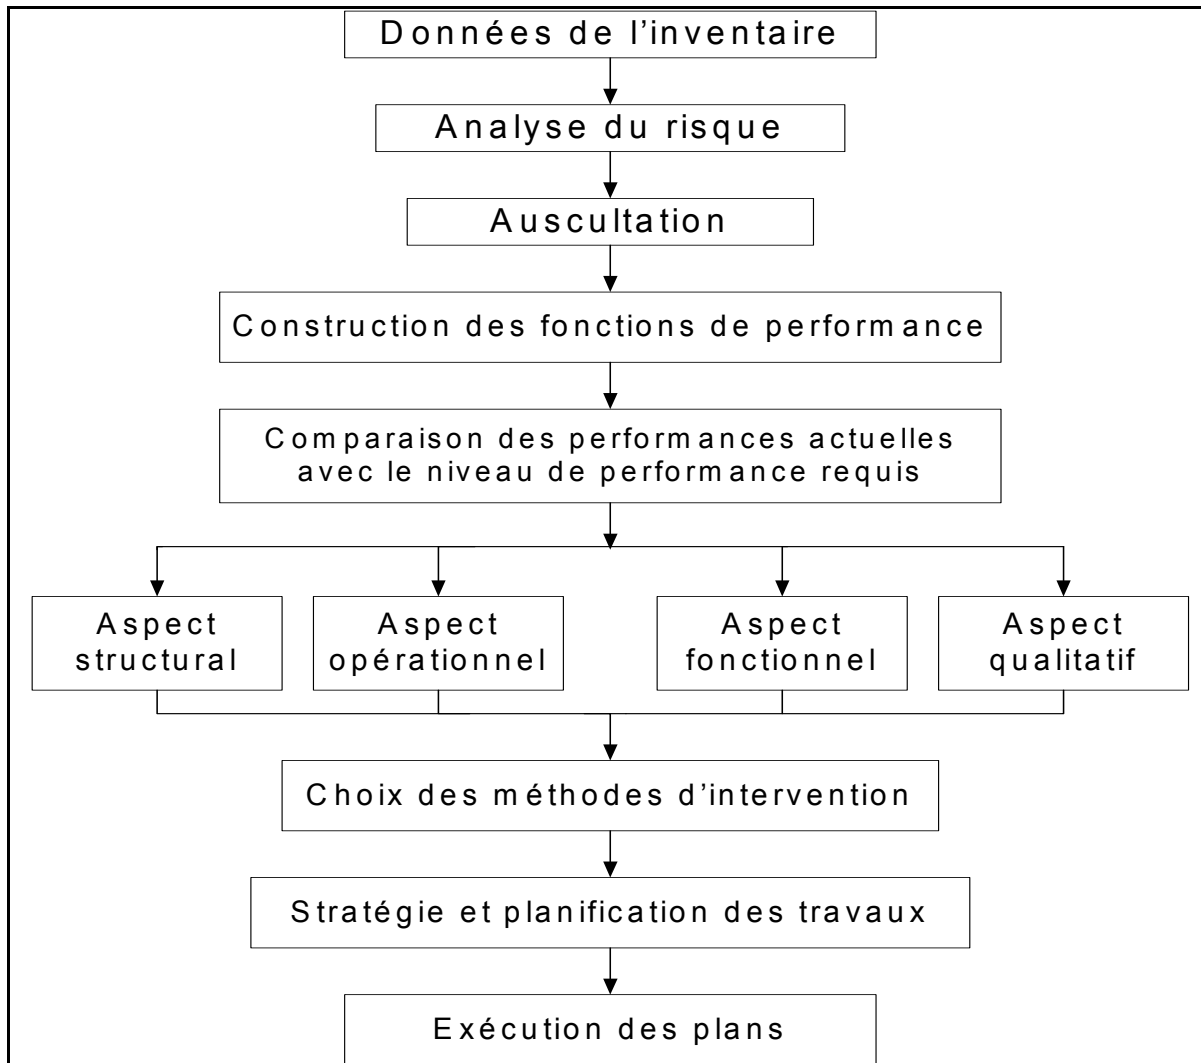 Données de l'inventaire
Analyse du risque
Auscultation
Construction des fonctions de performance
Comparaison des performances actuelles
avec le niveau de performance requis
Aspect
structural
Aspect
opérationnel
Aspect
fonctionnel
Aspect
qualitatif
Choix des méthodes d'intervention
Stratégie et planification des travaux
Exécution des plans